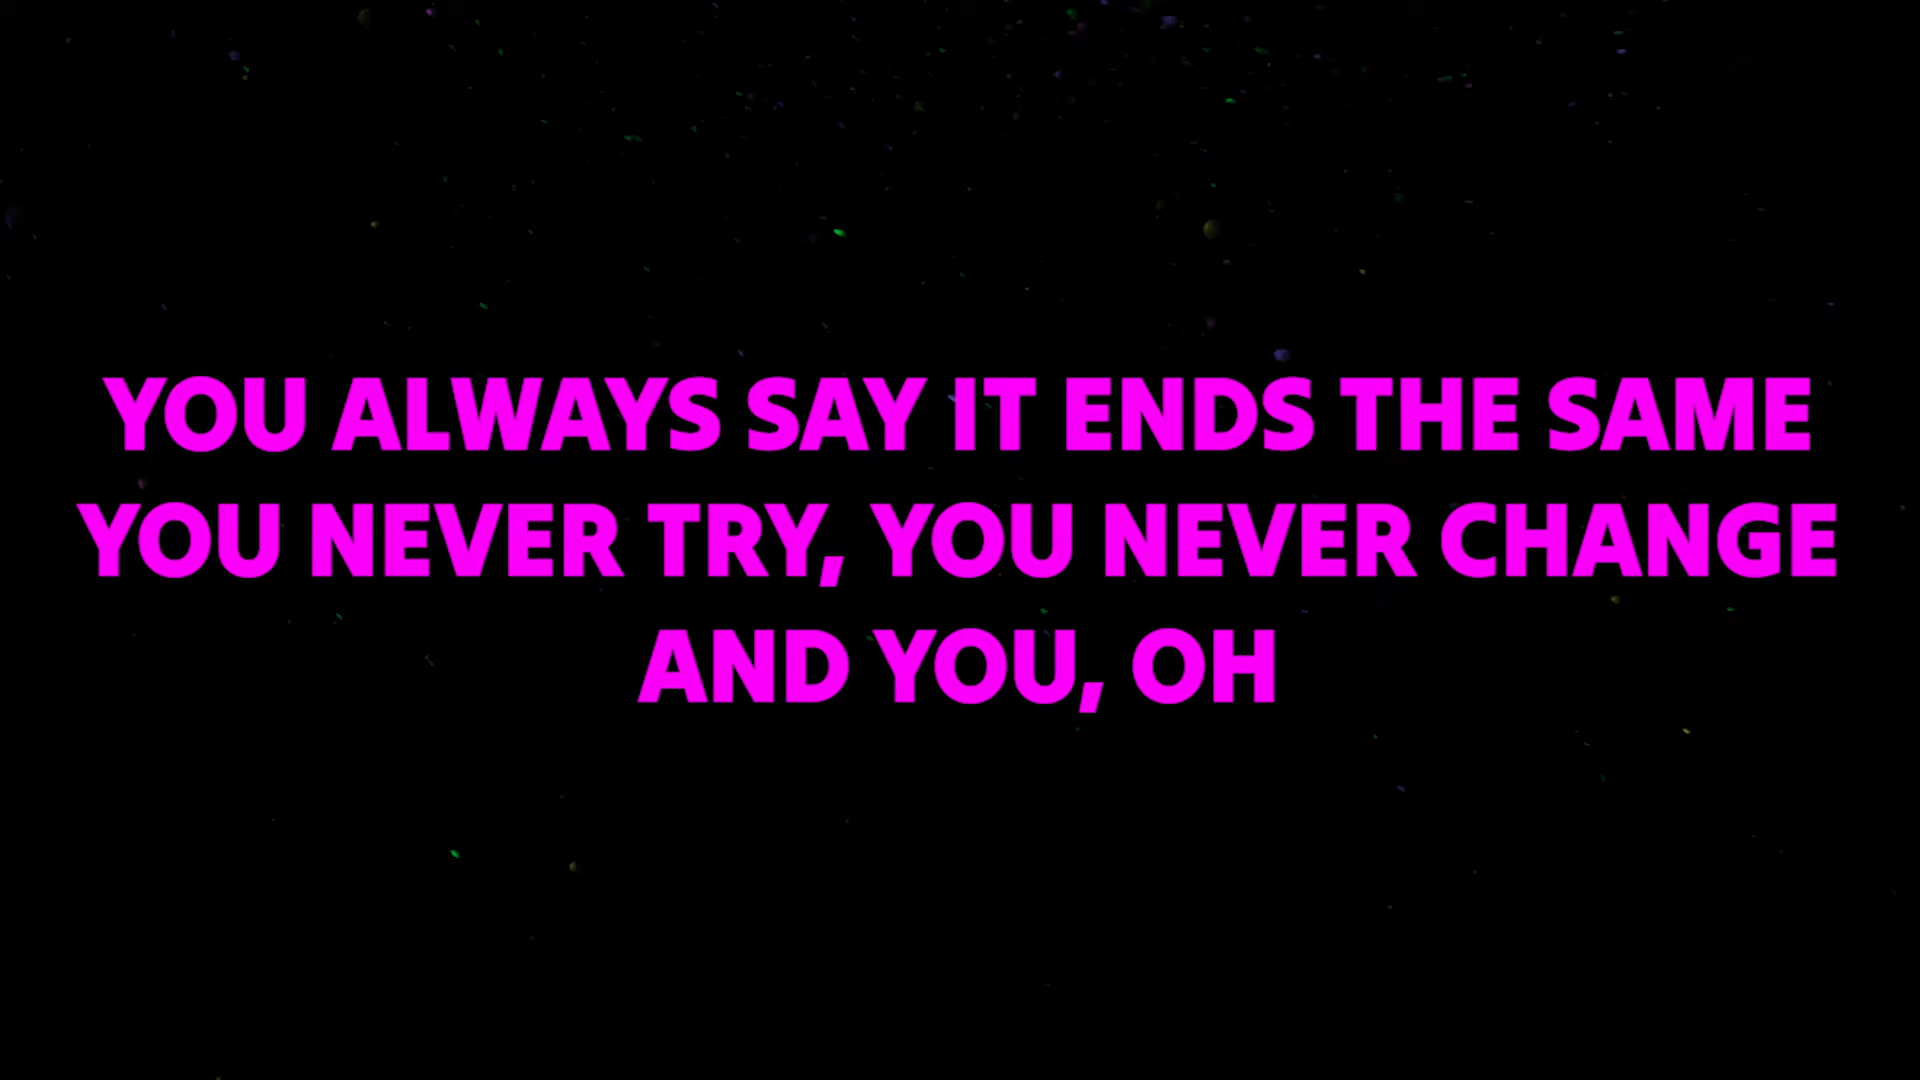 YOU ALWAYS SAY IT ENDS THE SAME
YOU NEVER TRY, YOU NEVER CHANGE
AND YOU, OH